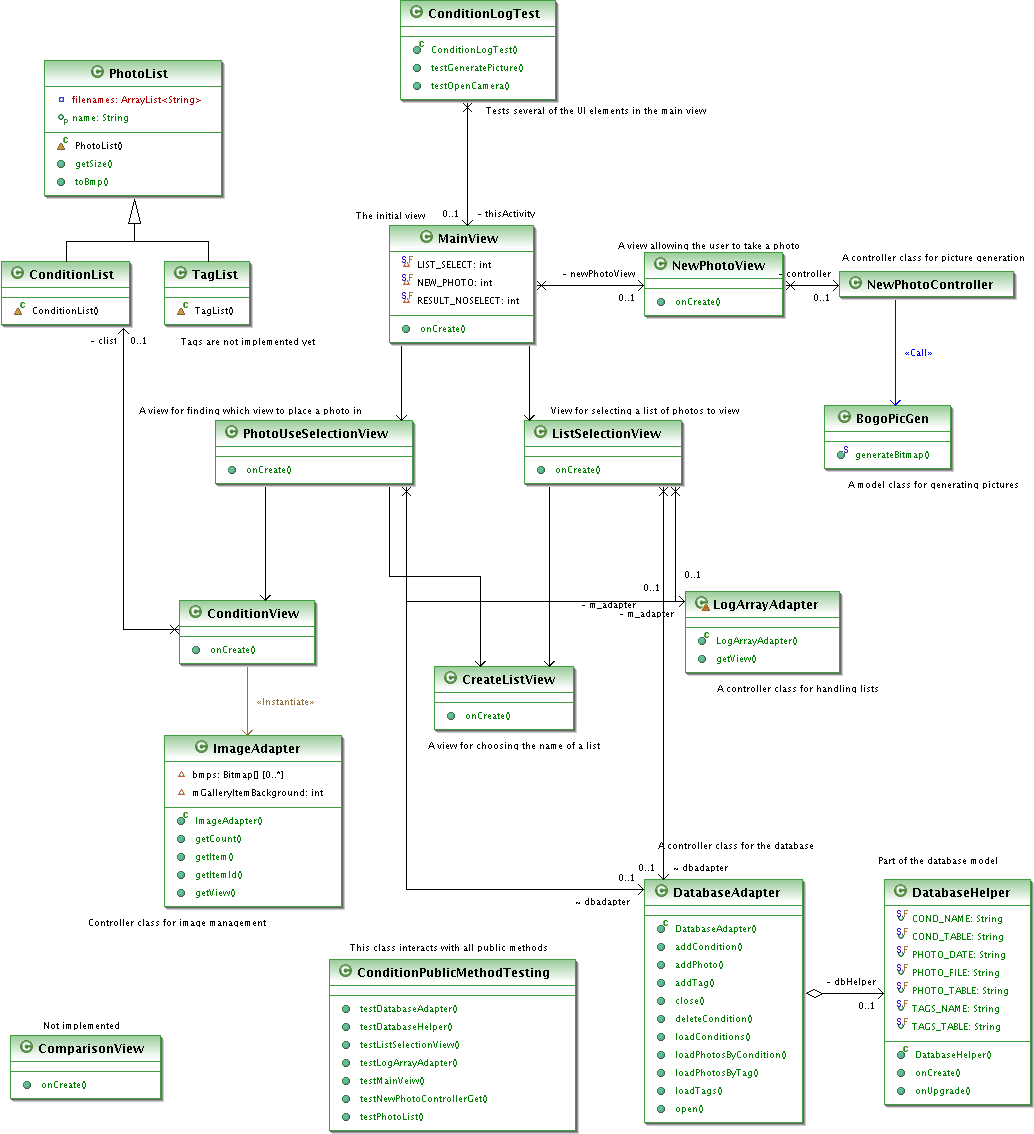 ConditionLogTest
ConditionLogTest()
testGeneratePicture()
testOpenCamera()
Tests several of the UI elements in the main view
PhotoList
filenames: ArrayList<String>
name: String
PhotoList()
getSize()
toBmp()
The initial view
0..1
- thisActivity
MainView
LIST_SELECT: int
NEW_PHOTO: int
RESULT_NOSELECT: int
onCreate()
A view allowing the user to take a photo
- newPhotoView
0..1
NewPhotoView
onCreate()
A controller class for picture generation
- controller
0..1
NewPhotoController
ConditionList
ConditionList()
TagList
TagList()
- clist
0..1
Tags are not implemented yet
«Call»
BogoPicGen
generateBitmap()
A model class for generating pictures
A view for finding which view to place a photo in
PhotoUseSelectionView
onCreate()
View for selecting a list of photos to view
ListSelectionView
onCreate()
0..1
0..1
- m_adapter
- m_adapter
LogArrayAdapter
LogArrayAdapter()
getView()
A controller class for handling lists
ConditionView
onCreate()
«Instantiate»
CreateListView
onCreate()
A view for choosing the name of a list
ImageAdapter
bmps: Bitmap[] [0..*]
mGalleryItemBackground: int
ImageAdapter()
getCount()
getItem()
getItemId()
getView()
Controller class for image management
A controller class for the database
0..1
~ dbadapter
0..1
~ dbadapter
DatabaseAdapter
DatabaseAdapter()
addCondition()
addPhoto()
addTag()
close()
deleteCondition()
loadConditions()
loadPhotosByCondition()
loadPhotosByTag()
loadTags()
open()
- dbHelper
0..1
Part of the database model
DatabaseHelper
COND_NAME: String
COND_TABLE: String
PHOTO_DATE: String
PHOTO_FILE: String
PHOTO_TABLE: String
TAGS_NAME: String
TAGS_TABLE: String
DatabaseHelper()
onCreate()
onUpgrade()
This class interacts with all public methods
ConditionPublicMethodTesting
testDatabaseAdapter()
testDatabaseHelper()
testListSelectionView()
testLogArrayAdapter()
testMainVeiw()
testNewPhotoControllerGet()
testPhotoList()
Not implemented
ComparisonView
onCreate()